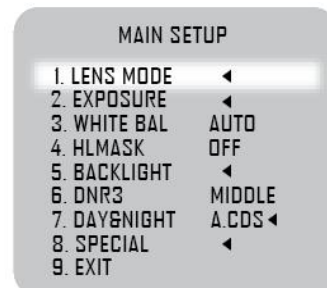 MAIN SETUP
1. LENS MODE ◄
2. EXPOSURE ◄
3. WHITE BAL AUTO
4. HLMASK OFF
5. BACKLIGHT ◄
6. DNR3 MIDDLE
7. DAY&NIGHT A.CDS◄
8. SPECIAL ◄
9. EXIT